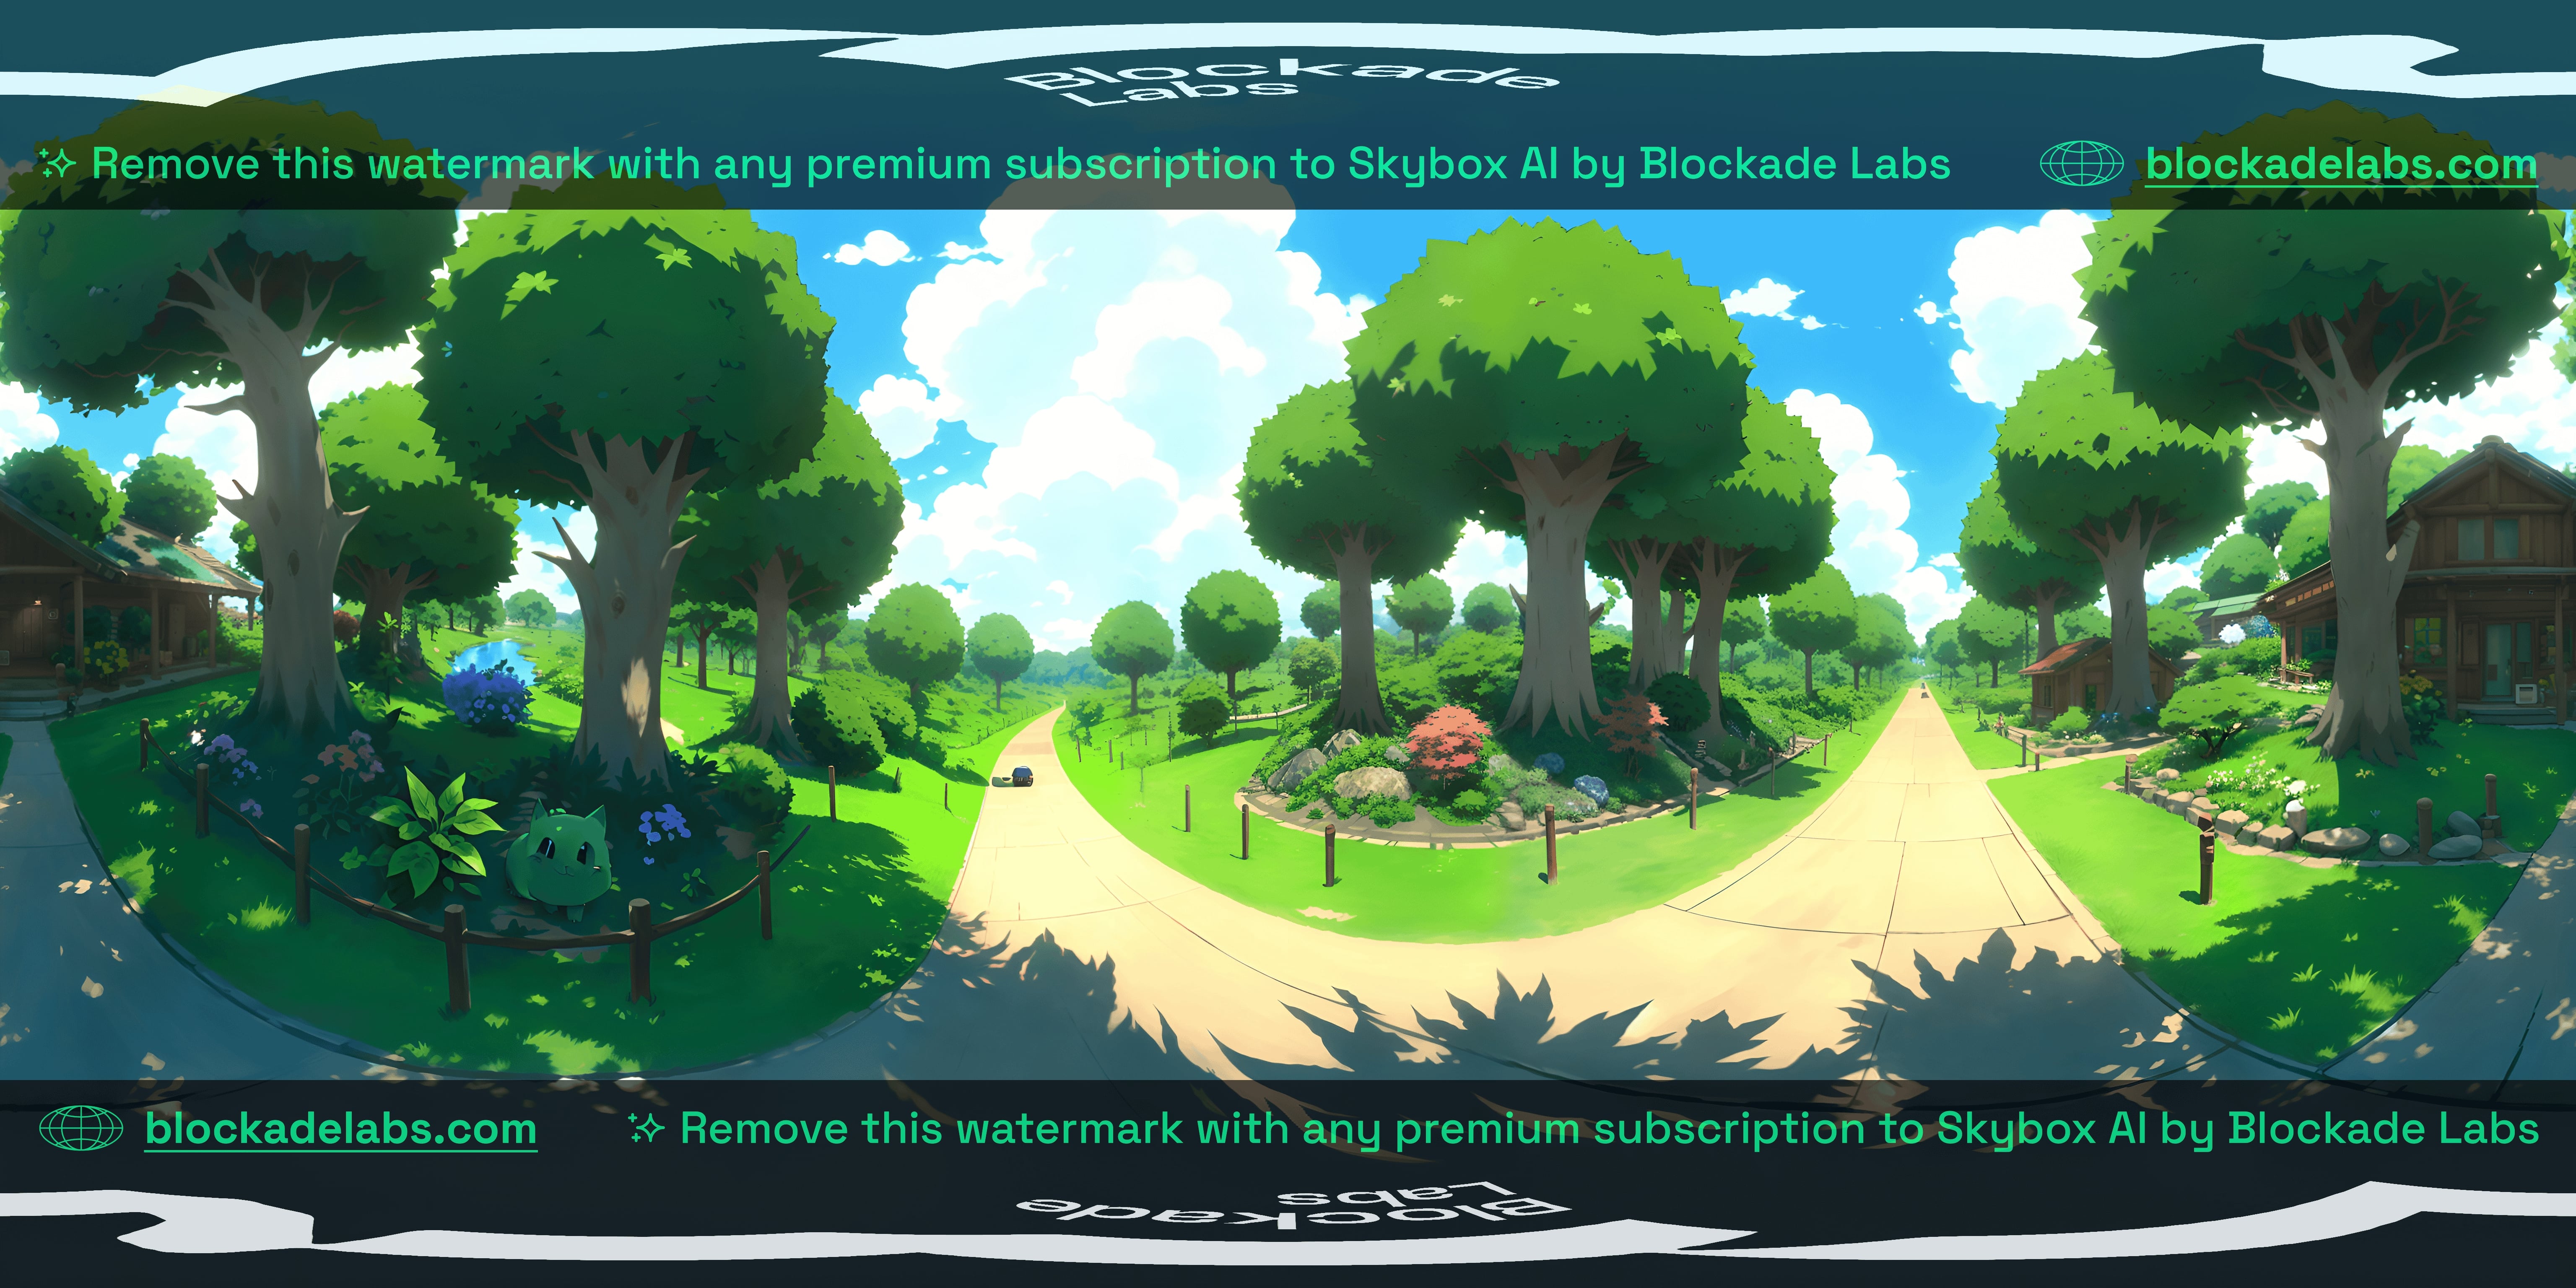 Blockade
Labs
Remove this watermark with any premium subscription to Skybox AI by Blockade Labs
blockadelabs.com
blockadelabs.com
Remove this watermark with any premium subscription to Skybox AI by Blockade Labs
Blockade
Labs